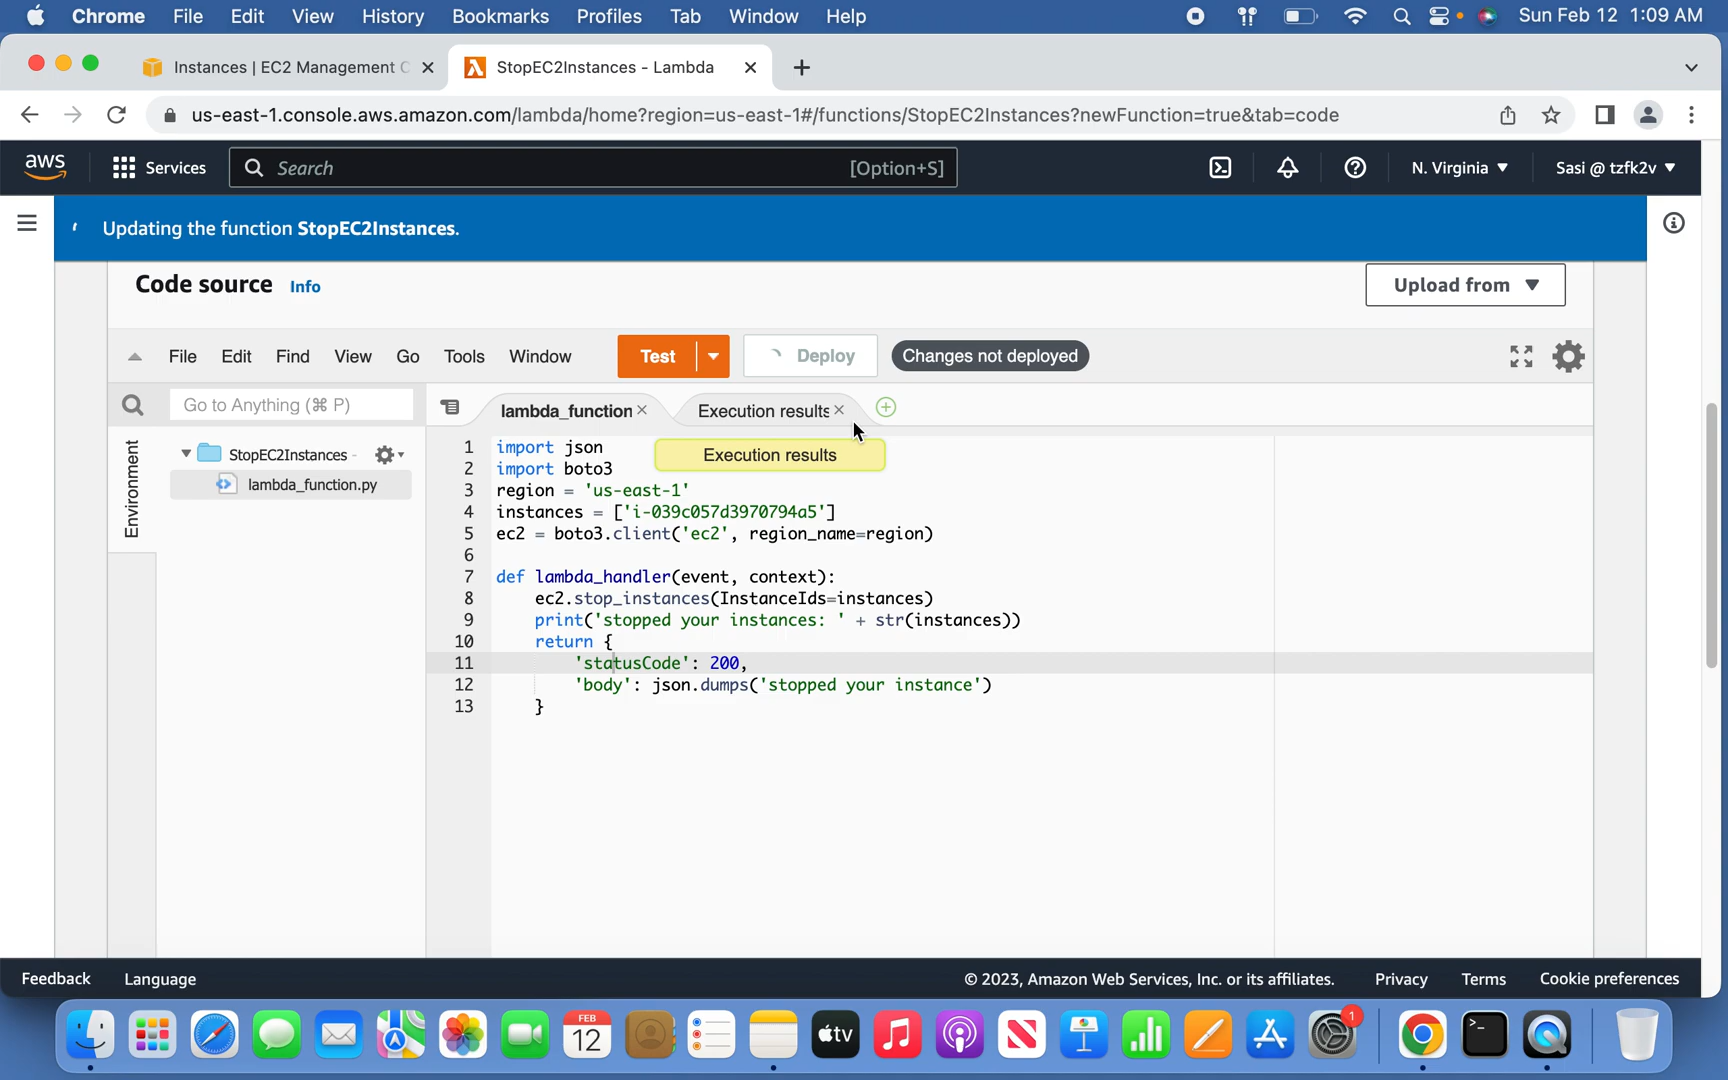 Chrome File Edit View History Bookmarks Profiles Tab Window Help Sun Feb 12 1:09 AM
Instances | EC2 Management C StopEC2Instances - Lambda
us-east-1.console.aws.amazon.com/lambda/home?region=us-east-1#/functions/StopEC2Instances?newFunction=true&tab=code
aws Services Search [Option+S] N. Virginia Sasi @ tzfk2v
Updating the function StopEC2Instances.
Code source Info Upload from
File Edit Find View Go Tools Window Test Deploy Changes not deployed
Go to Anything (⌘ P) lambda_function Execution results
Execution results
Environment
StopEC2Instances -
lambda_function.py
1 import json
2 import boto3
3 region = 'us-east-1'
4 instances = ['i-039c057d3970794a5']
5 ec2 = boto3.client('ec2', region_name=region)
6
7 def lambda_handler(event, context):
8 ec2.stop_instances(InstanceIds=instances)
9 print('stopped your instances: ' + str(instances))
10 return {
11 'statusCode': 200,
12 'body': json.dumps('stopped your instance')
13 }
Feedback Language © 2023, Amazon Web Services, Inc. or its affiliates. Privacy Terms Cookie preferences
FEB
12
tv
1